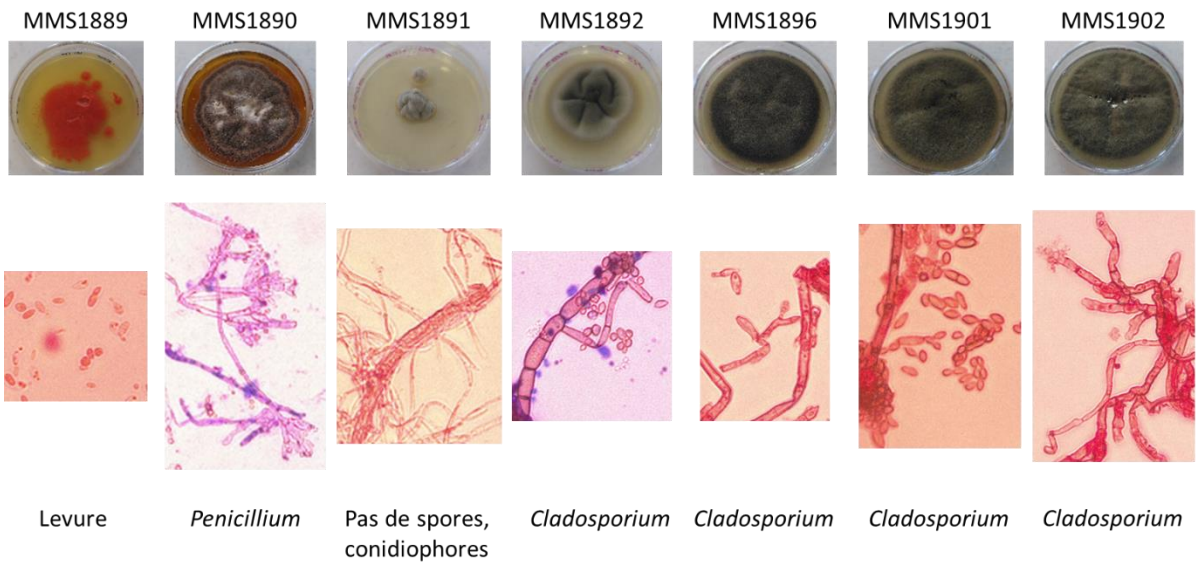 MMS1889 MMS1890 MMS1891 MMS1892 MMS1896 MMS1901 MMS1902
Levure Penicillium Pas de spores, Cladosporium Cladosporium Cladosporium Cladosporium
conidiophores